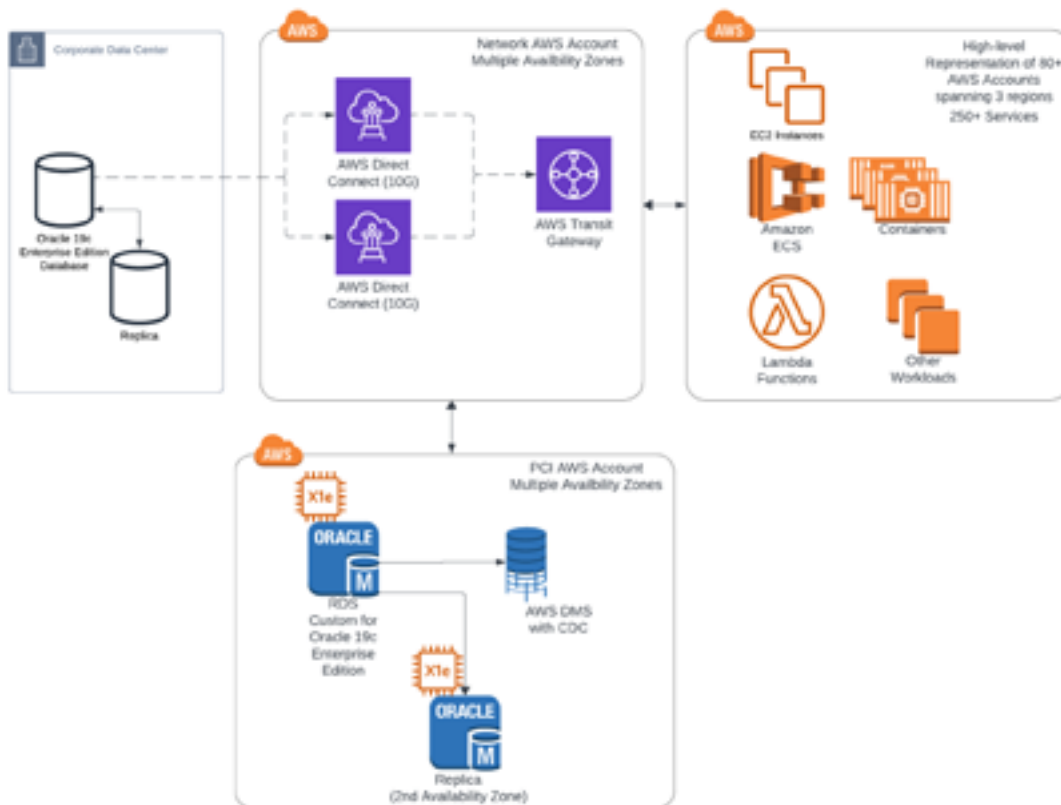 Corporate Data Center
Oracle 19c
Enterprise Edition
Database
Replica
AWS
Network AWS Account
Multiple Availbility Zones
AWS Direct
Connect (10G)
AWS Direct
Connect (10G)
AWS Transit
Gateway
AWS
High-level
Representation of 80+
AWS Accounts
spanning 3 regions
250+ Services
EC2 Instances
Amazon
ECS
Containers
Lambda
Functions
Other
Workloads
AWS
PCI AWS Account
Multiple Availbility Zones
X1e
ORACLE
M
RDS
Custom for
Oracle 19c
Enterprise
Edition
AWS DMS
with CDC
X1e
ORACLE
M
Replica
(2nd Availability Zone)